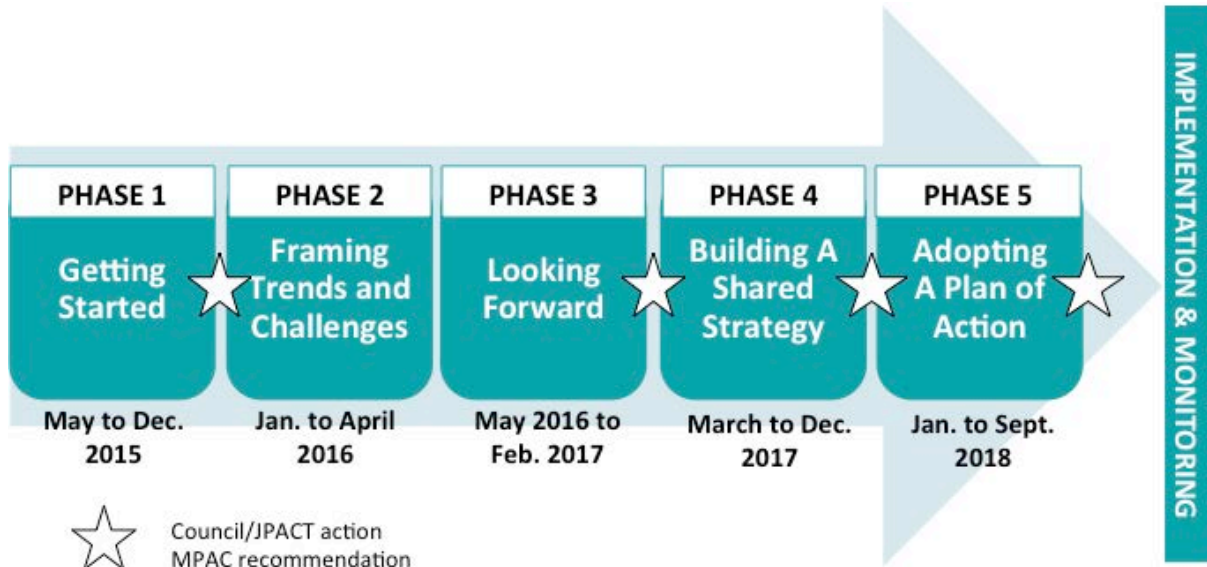 PHASE 1
Getting
Started
May to Dec.
2015
PHASE 2
Framing
Trends and
Challenges
Jan. to April
2016
PHASE 3
Looking
Forward
May 2016 to
Feb. 2017
PHASE 4
Building A
Shared
Strategy
March to Dec.
2017
PHASE 5
Adopting
A Plan of
Action
Jan. to Sept.
2018
IMPLEMENTATION & MONITORING
Council/JPACT action
MPAC recommendation